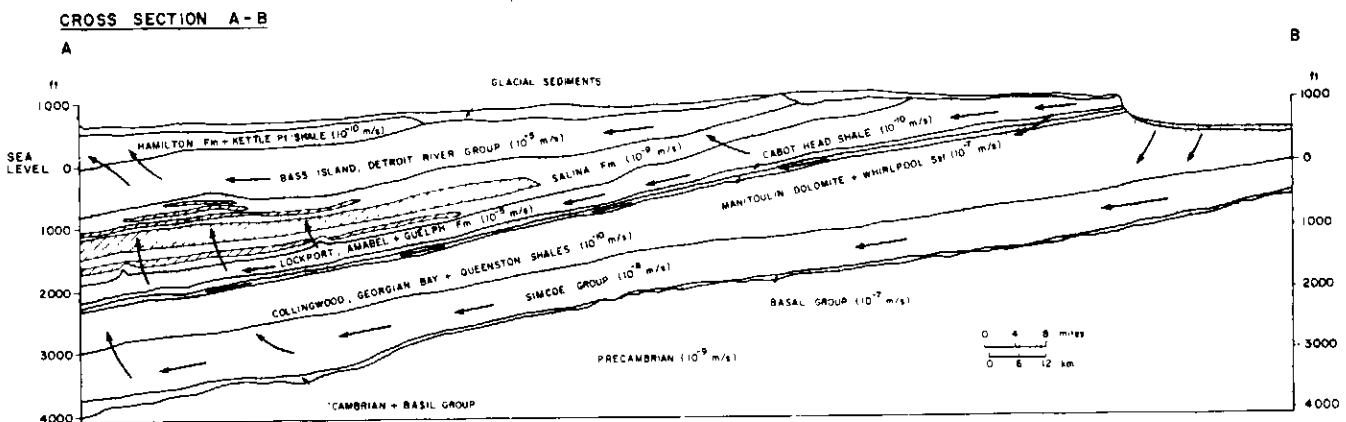 CROSS SECTION A-B
A
B
ft
ft
GLACIAL SEDIMENTS
1000
1000
HAMILTON Fm + KETTLE Pt SHALE (10⁻¹⁰ m/s)
SEA LEVEL
0
0
BASS ISLAND, DETROIT RIVER GROUP (10⁻⁵ m/s)
SALINA Fm (10⁻⁹ m/s)
CABOT HEAD SHALE (10⁻¹⁰ m/s)
MANITOULIN DOLOMITE + WHIRLPOOL Sst (10⁻⁷ m/s)
1000
1000
LOCKPORT, AMABEL + GUELPH Fm (10⁻⁵ m/s)
COLLINGWOOD, GEORGIAN BAY + QUEENSTON SHALES (10⁻¹⁰ m/s)
2000
2000
SIMCOE GROUP (10⁻⁸ m/s)
BASAL GROUP (10⁻⁷ m/s)
0 4 8 miles
0 6 12 km
3000
3000
PRECAMBRIAN (10⁻⁹ m/s)
CAMBRIAN + BASIL GROUP
4000
4000